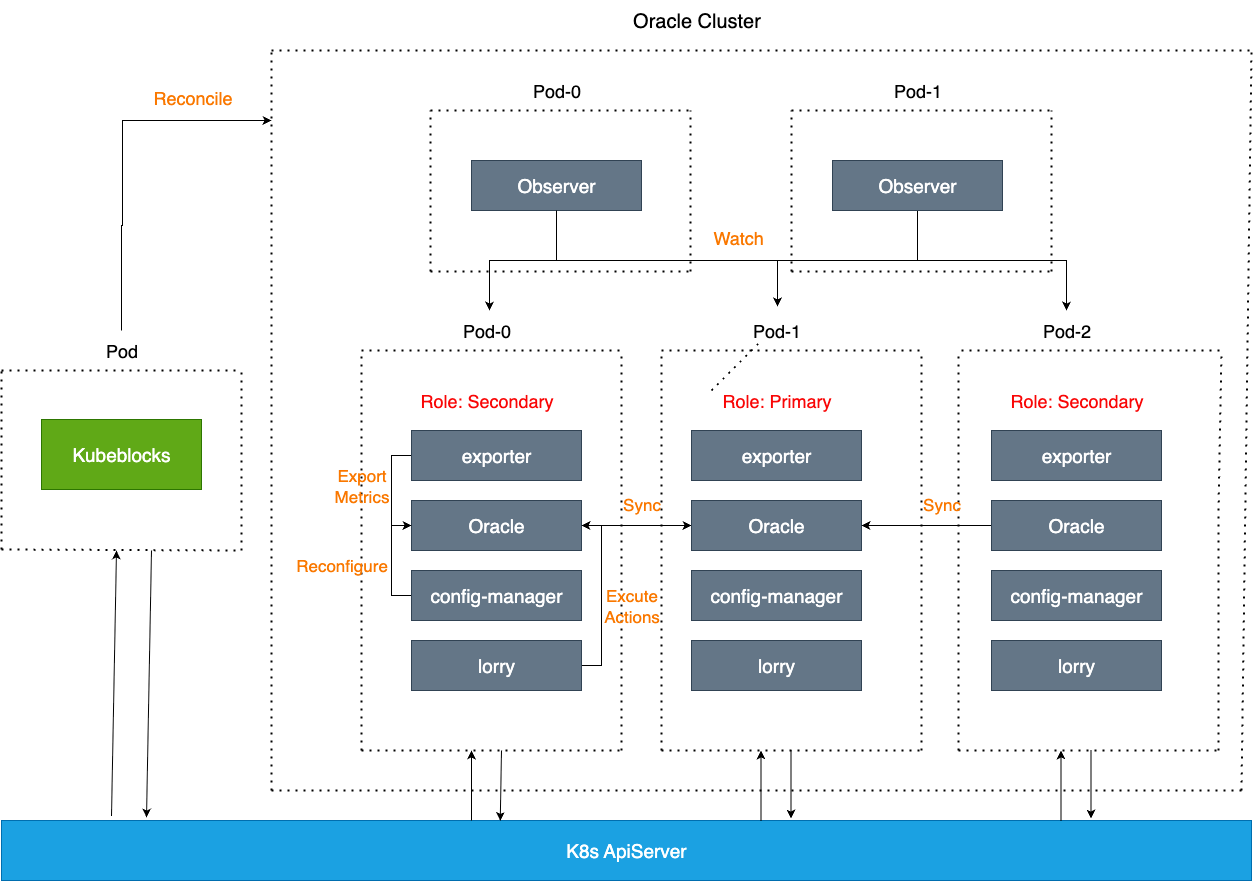 Oracle Cluster
Reconcile
Pod-0
Pod-1
Observer
Observer
Watch
Pod-0
Pod-1
Pod-2
Pod
Kubeblocks
Role: Secondary
Role: Primary
Role: Secondary
exporter
exporter
exporter
Export
Metrics
Sync
Sync
Oracle
Oracle
Oracle
Reconfigure
config-manager
Excute
Actions
config-manager
config-manager
lorry
lorry
lorry
K8s ApiServer